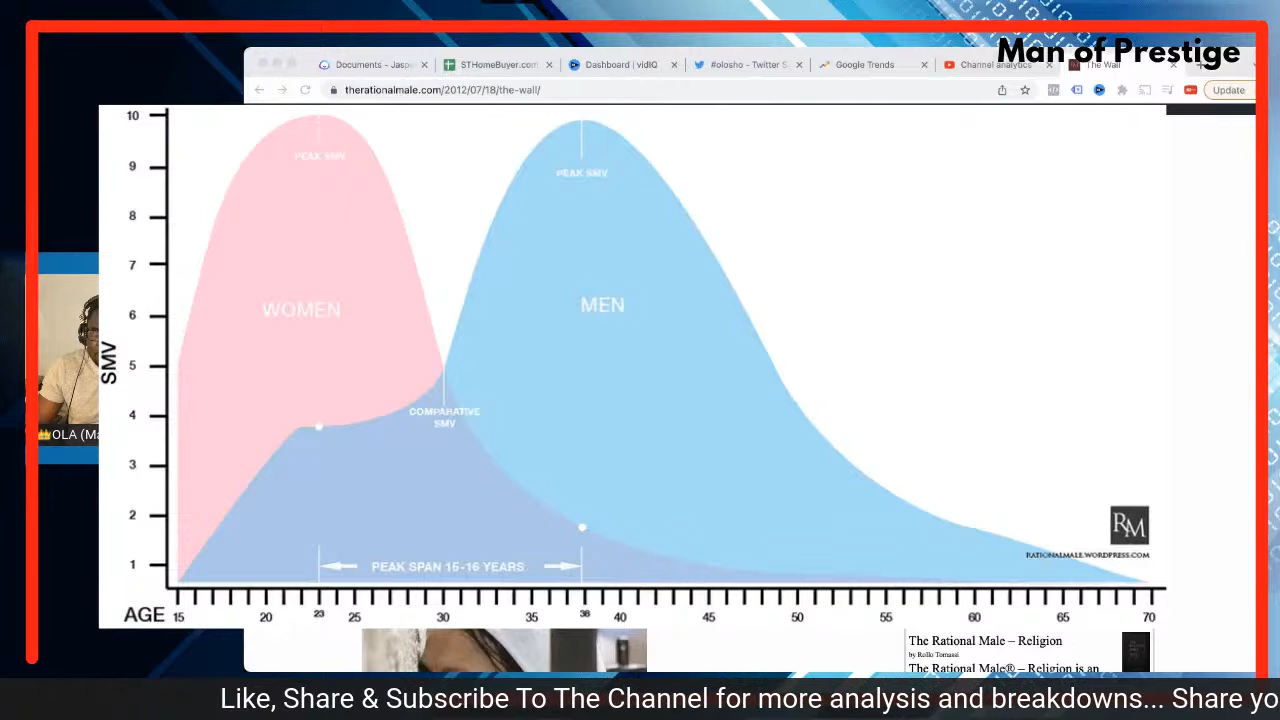 Man of Prestige
Documents - Jaspe
STHomeBuyer.com
Dashboard | vidIQ
#olosho - Twitter S
Google Trends
Channel analytics
The Wall
therationalmale.com/2012/07/18/the-wall/
Update
10
9
8
7
6
5
4
3
2
1
SMV
PEAK SMV
PEAK SMV
WOMEN
MEN
COMPARATIVE
SMV
PEAK SPAN 15-16 YEARS
RM
RATIONALMALE.WORDPRESS.COM
AGE 15 20 23 25 30 35 38 40 45 50 55 60 65 70
OLA (Ma
The Rational Male – Religion
by Rollo Tomassi
The Rational Male® – Religion is an
Like, Share & Subscribe To The Channel for more analysis and breakdowns... Share yo